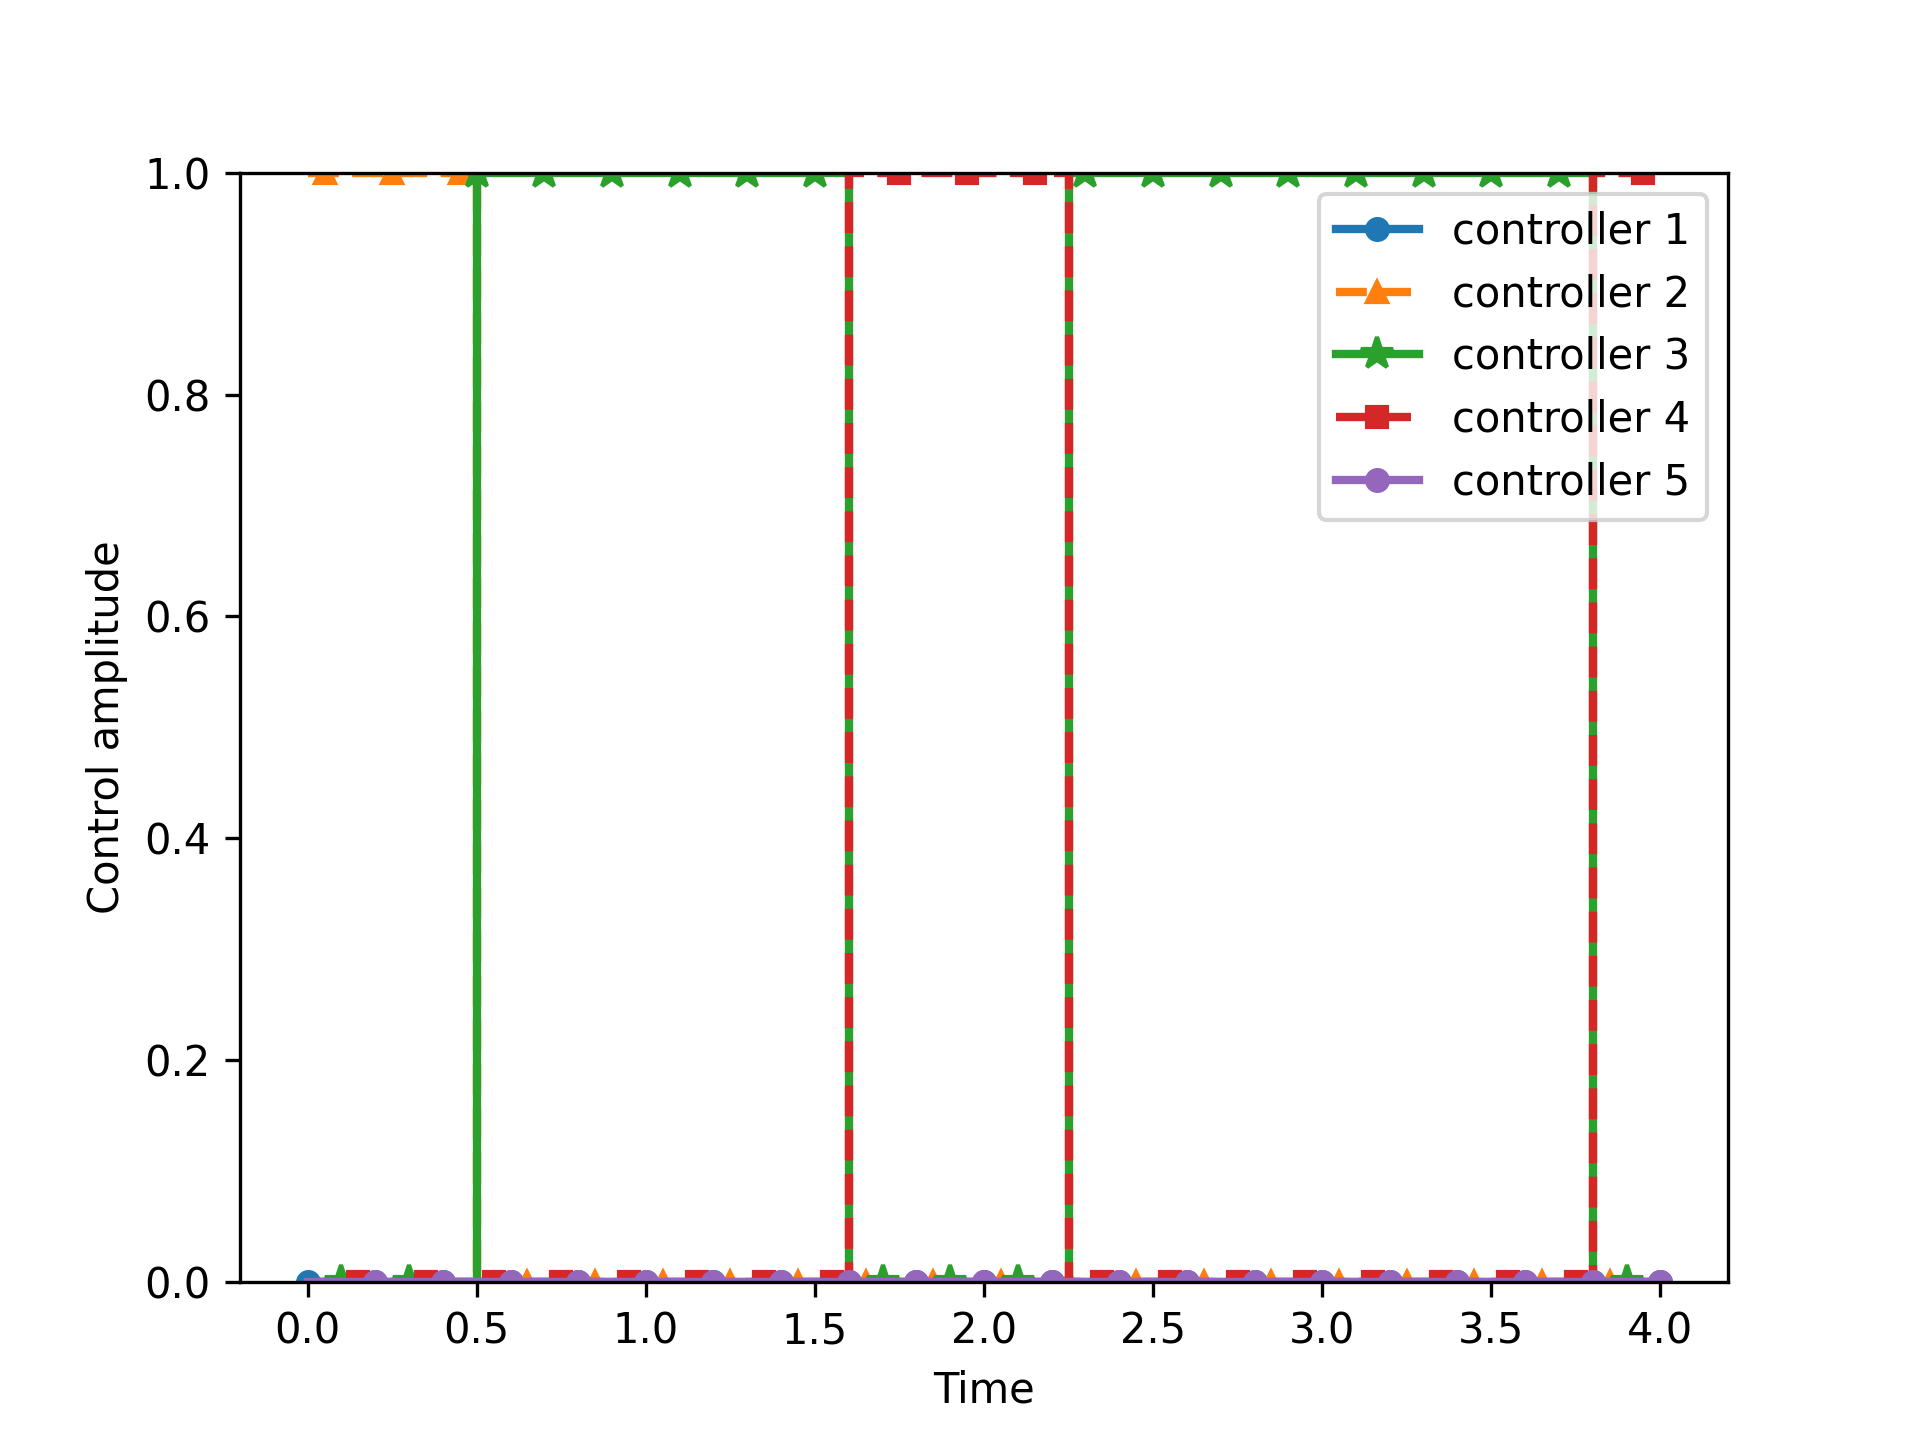 1.0
0.8
0.6
0.4
0.2
0.0
Control amplitude
controller 1
controller 2
controller 3
controller 4
controller 5
0.0 0.5 1.0 1.5 2.0 2.5 3.0 3.5 4.0
Time